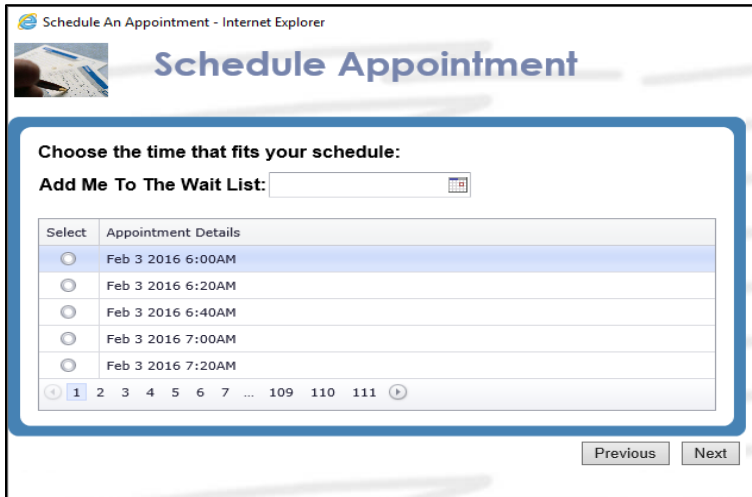 Schedule An Appointment - Internet Explorer
Schedule Appointment
Choose the time that fits your schedule:
Add Me To The Wait List:
Select Appointment Details
Feb 3 2016 6:00AM
Feb 3 2016 6:20AM
Feb 3 2016 6:40AM
Feb 3 2016 7:00AM
Feb 3 2016 7:20AM
1 2 3 4 5 6 7 ... 109 110 111
Previous Next